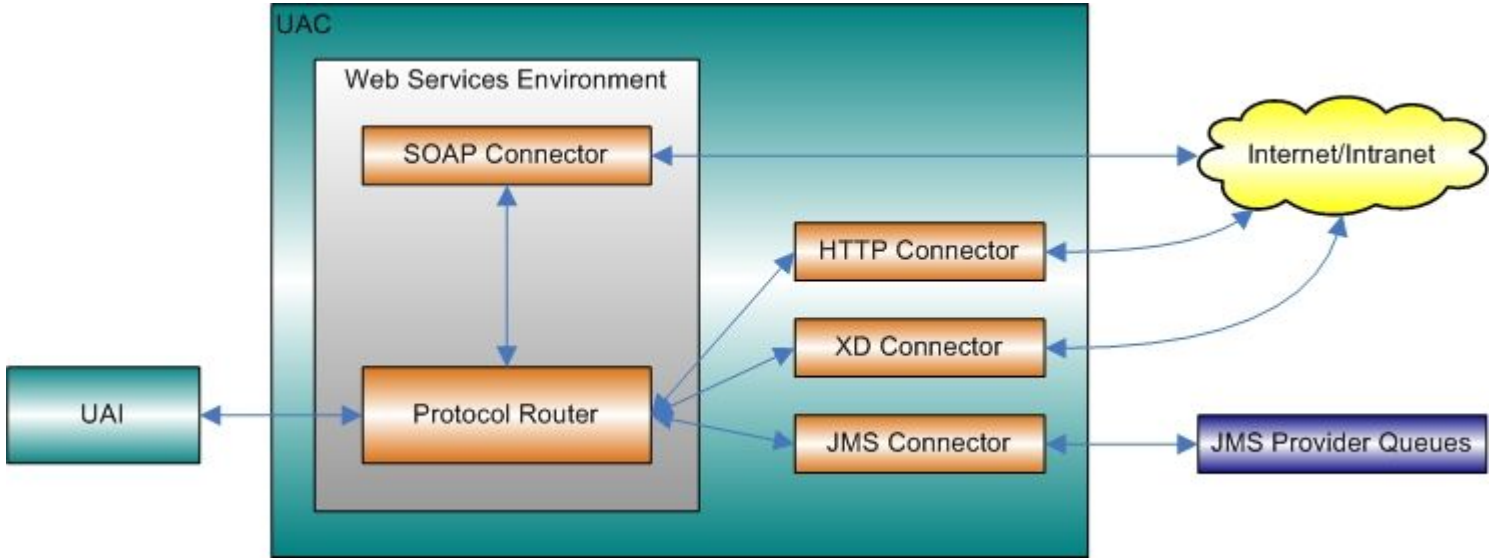 UAC
Web Services Environment
SOAP Connector
Internet/Intranet
HTTP Connector
XD Connector
UAI
Protocol Router
JMS Connector
JMS Provider Queues